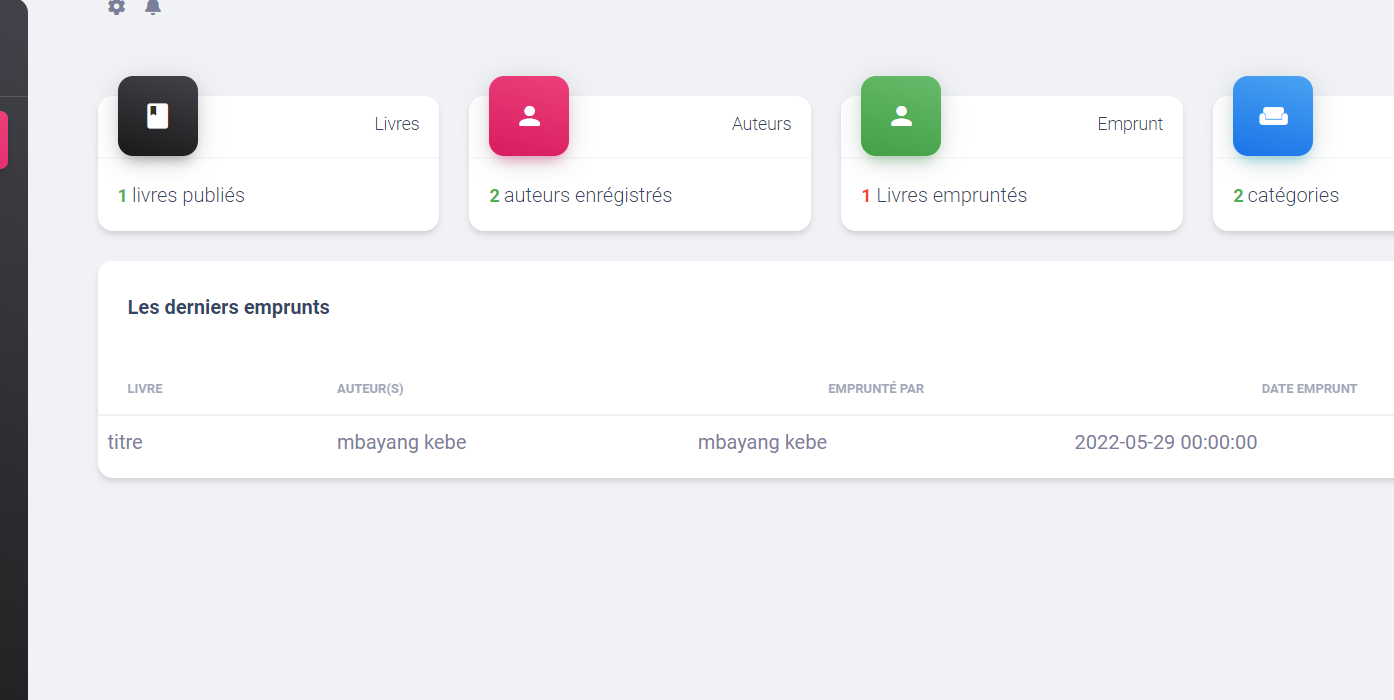 Livres
1 livres publiés
Auteurs
2 auteurs enrégistrés
Emprunt
1 Livres empruntés
2 catégories
Les derniers emprunts
LIVRE AUTEUR(S) EMPRUNTÉ PAR DATE EMPRUNT
titre mbayang kebe mbayang kebe 2022-05-29 00:00:00